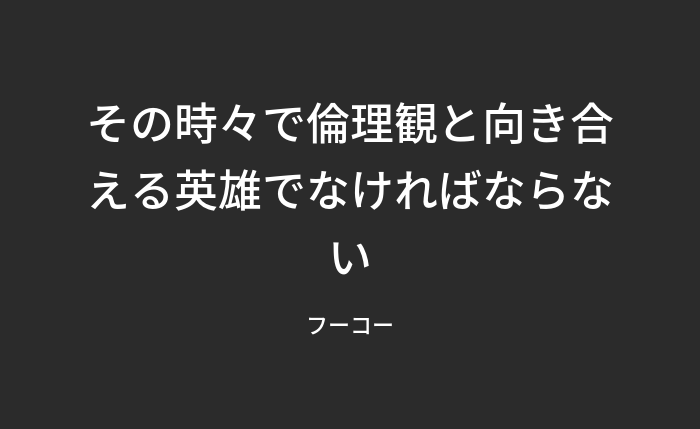 その時々で倫理観と向き合
える英雄でなければならな
い
フーコー